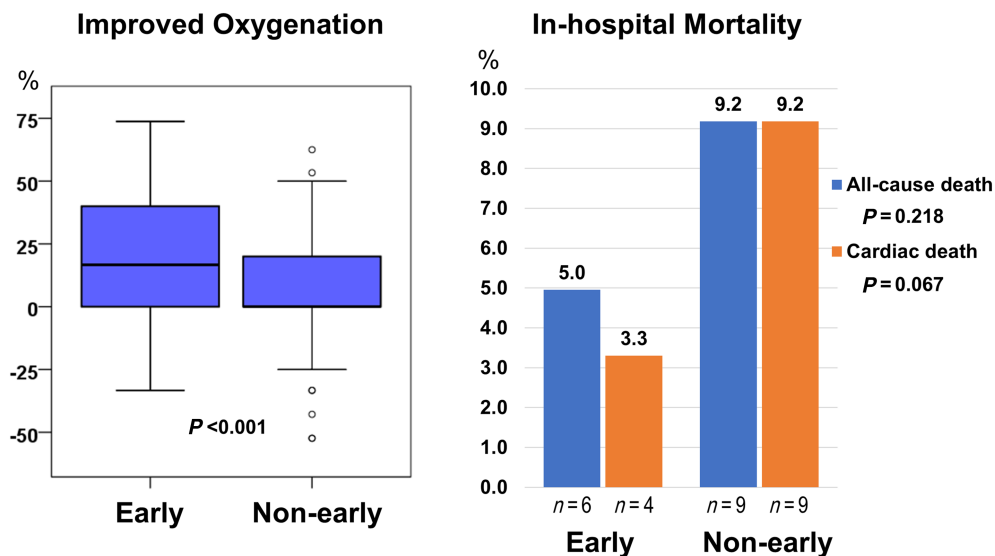 Improved Oxygenation
%
75
50
25
0
-25
-50
P <0.001
Early
Non-early
In-hospital Mortality
%
10.0
9.0
8.0
7.0
6.0
5.0
4.0
3.0
2.0
1.0
0.0
5.0
3.3
9.2
9.2
n=6
n=4
n=9
n=9
Early
Non-early
All-cause death
P=0.218
Cardiac death
P=0.067